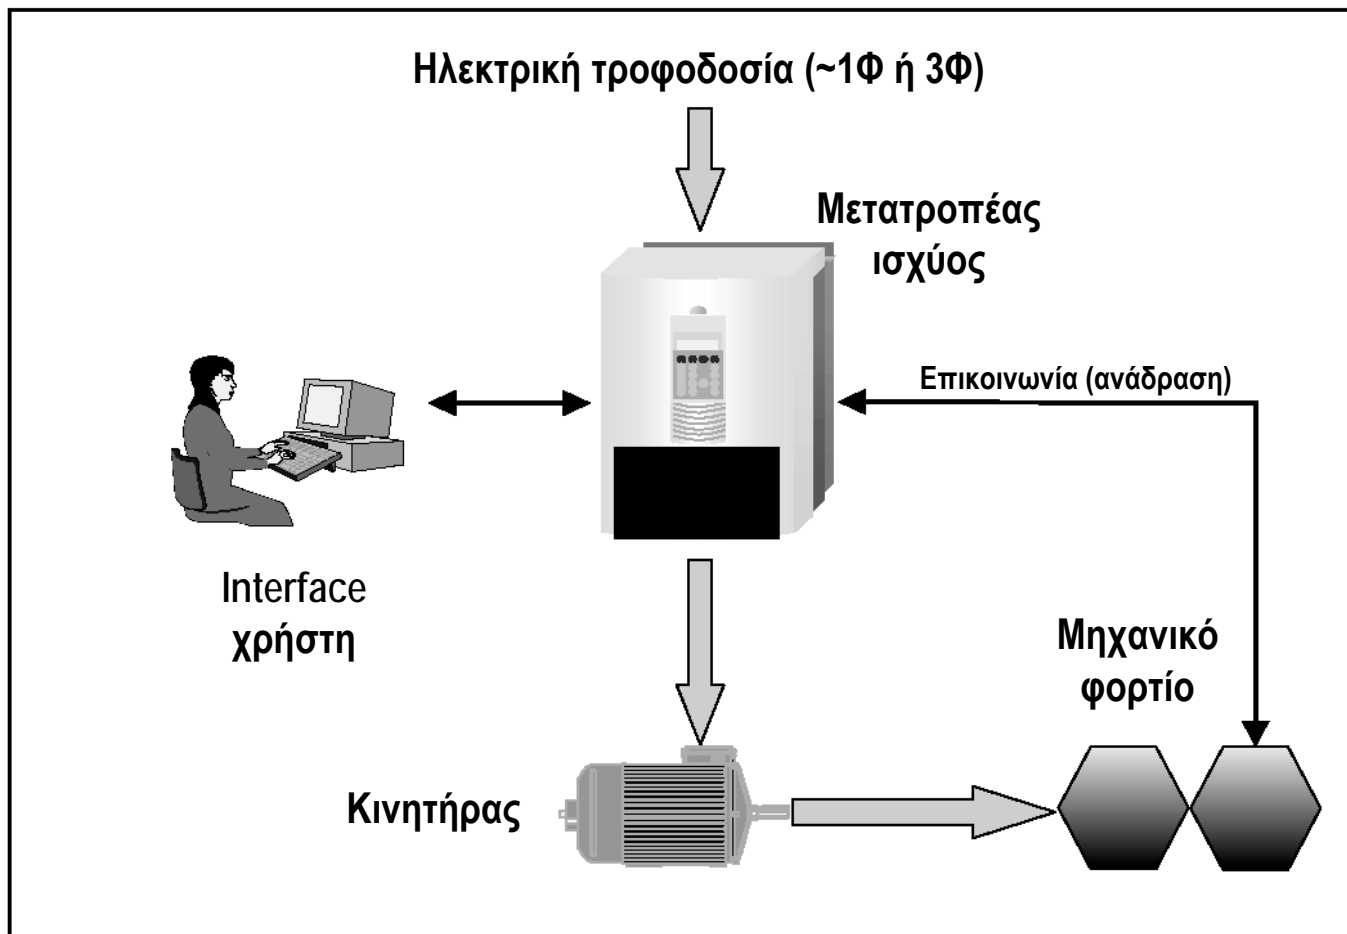 Ηλεκτρική τροφοδοσία (~1Φ ή 3Φ)
Μετατροπέας
ισχύος
Επικοινωνία (ανάδραση)
Interface
χρήστη
Μηχανικό
φορτίο
Κινητήρας